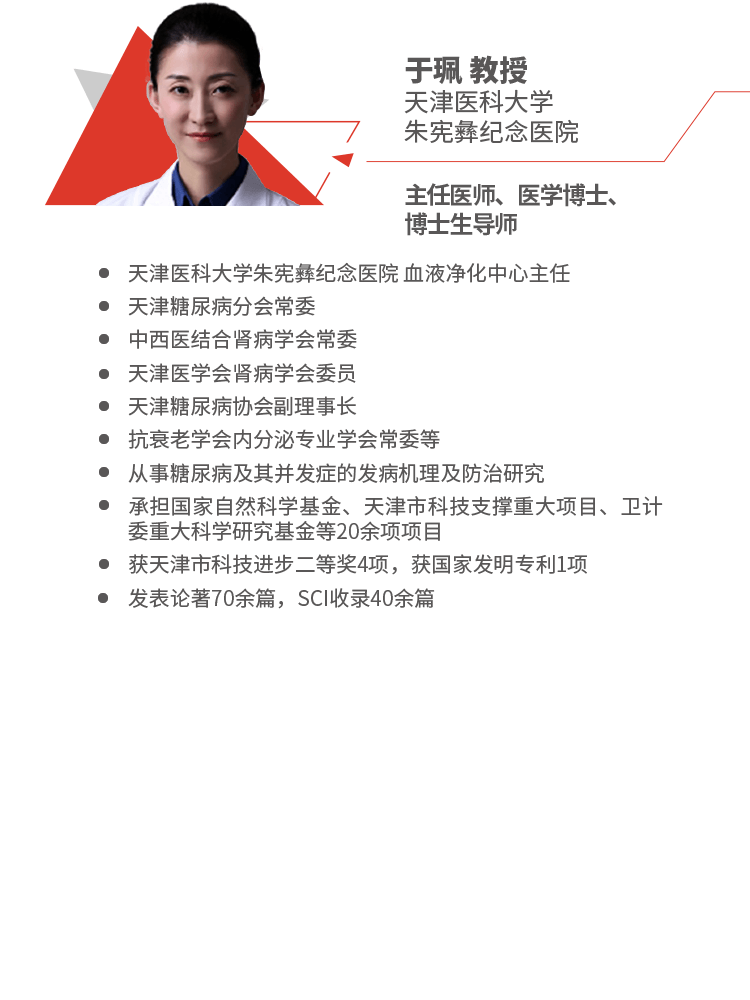 于珮 教授
天津医科大学
朱宪彝纪念医院
主任医师、医学博士、
博士生导师
天津医科大学朱宪彝纪念医院 血液净化中心主任
天津糖尿病分会常委
中西医结合肾病学会常委
天津医学会肾病学会委员
天津糖尿病协会副理事长
抗衰老学会内分泌专业学会常委等
从事糖尿病及其并发症的发病机理及防治研究
承担国家自然科学基金、天津市科技支撑重大项目、卫计
委重大科学研究基金等20余项项目
获天津市科技进步二等奖4项，获国家发明专利1项
发表论著70余篇，SCI收录40余篇